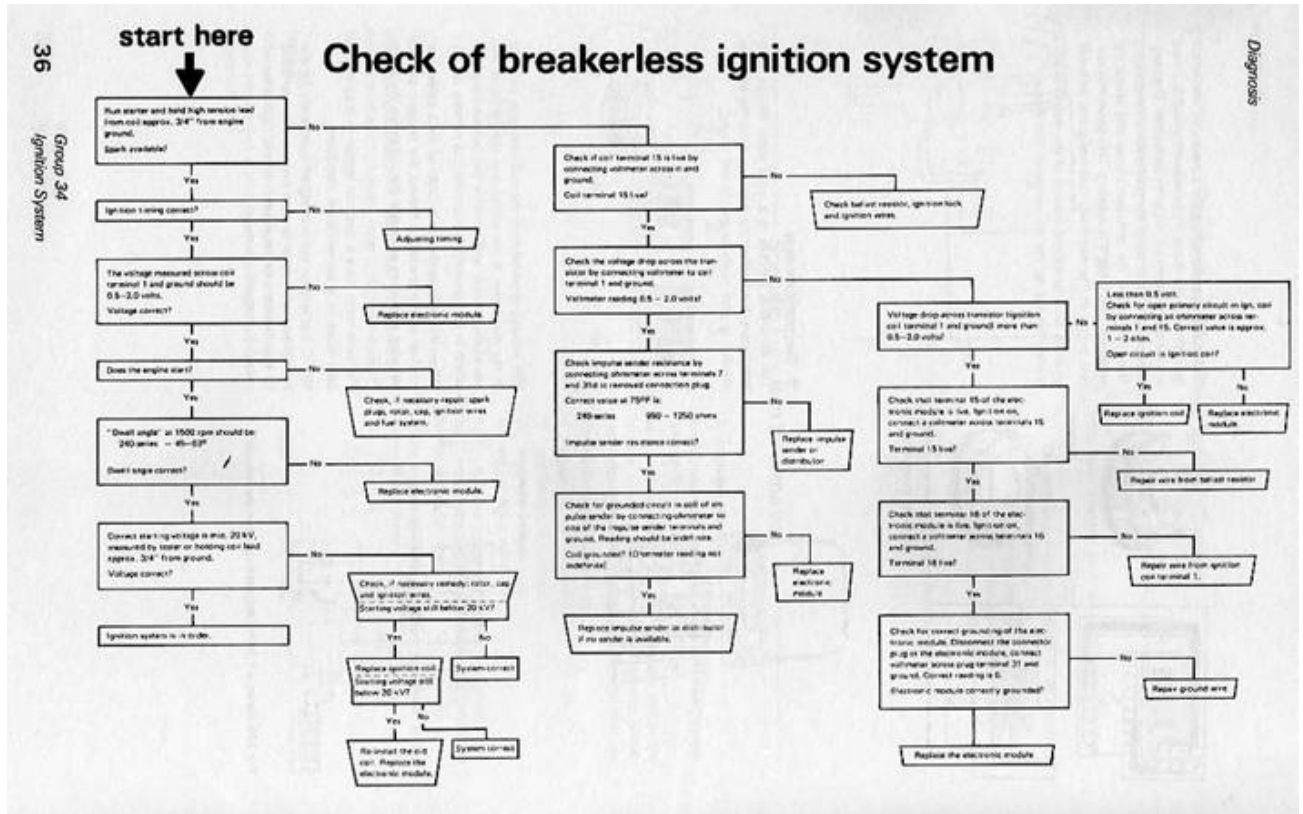 start here
Check of breakerless ignition system
Diagnosis
36
Group 34
Ignition System
Run starter and hold high tension lead
from coil approx. 3/4" from engine
ground.
Spark available?
No
Yes
Ignition timing correct?
No
Adjusting timing.
Yes
The voltage measured across coil
terminal 1 and ground should be
0.5–2.0 volts.
Voltage correct?
No
Replace electronic module.
Yes
Does the engine start?
No
Check, if necessary repair spark
plugs, rotor, cap, ignition wires
and fuel system.
Yes
"Dwell angle" at 1500 rpm should be:
240-series –
Dwell angle correct?
No
Replace electronic module.
Yes
Correct starting voltage is min. 20 kV,
measured by tester or holding coil lead
approx. 3/4" from ground.
Voltage correct?
No
Yes
Ignition system is in order.
Check, if necessary remedy: rotor, cap
and ignition wires.
Starting voltage still below 20 kV?
Yes
No
Replace ignition coil.
Starting voltage still
below 20 kV?
System correct
Yes
No
Re-install the old
coil. Replace the
electronic module.
System correct
Check if coil terminal 15 is live by
connecting voltmeter across it and
ground.
Coil terminal 15 live?
No
Check ballast resistor, ignition lock
and ignition wires.
Yes
Check the voltage drop across the tran-
sistor by connecting voltmeter to coil
terminal 1 and ground.
Voltmeter reading 0.5 – 2.0 volts?
No
Yes
Check impulse sender resistance by
connecting ohmmeter across terminals 7
and 31d is removed connection plug.
Correct value at 75°F is:
240-series 950 – 1250 ohms
Impulse sender resistance correct?
No
Replace impulse
sender or
distributor
Yes
Check for grounded circuit in coil of im-
pulse sender by connecting ohmmeter to
one of the impulse sender terminals and
ground. Reading should be indefinite.
Coil grounded? (Ohmmeter reading not
indefinite)
No
Replace
electronic
module
Yes
Replace impulse sender or distributor
if no sender is available.
Voltage drop across transistor (ignition
coil terminal 1 and ground) more than
0.5–2.0 volts?
No
Less than 0.5 volt.
Check for open primary circuit in ign. coil
by connecting an ohmmeter across ter-
minals 1 and 15. Correct value is approx.
1 – 2 ohm.
Open circuit in ignition coil?
Yes
No
Replace ignition coil
Replace electronic
module.
Yes
Check that terminal 15 of the elec-
tronic module is live. Ignition on,
connect a voltmeter across terminals 15
and ground.
Terminal 15 live?
No
Repair wire from ballast resistor
Yes
Check that terminal 16 of the elec-
tronic module is live. Ignition on,
connect a voltmeter across terminals 16
and ground.
Terminal 16 live?
No
Repair wire from ignition
coil terminal 1.
Yes
Check for correct grounding of the elec-
tronic module. Disconnect the connector
plug at the electronic module, connect
voltmeter across plug terminal 31 and
ground. Correct reading is 0.
Electronic module correctly grounded?
No
Repair ground wire
Replace the electronic module